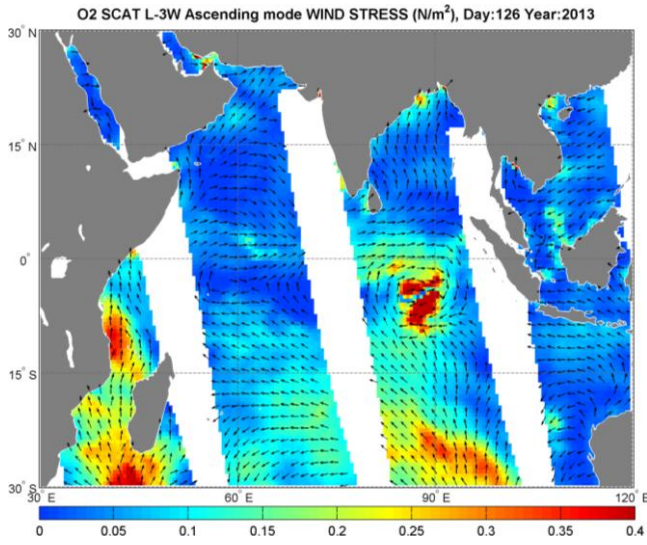 O2 SCAT L-3W Ascending mode WIND STRESS (N/m²), Day:126 Year:2013
30° N
15° N
0°
15° S
30° S
30° E 60° E 90° E 120° E
0 0.05 0.1 0.15 0.2 0.25 0.3 0.35 0.4